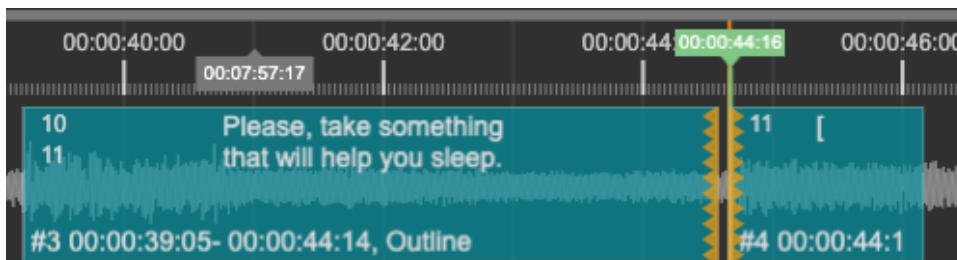 00:00:40:00 00:00:42:00 00:00:44: 00:00:44:16 00:00:46:00
00:07:57:17
10 Please, take something 11 [
11 that will help you sleep.
#3 00:00:39:05- 00:00:44:14, Outline #4 00:00:44:1